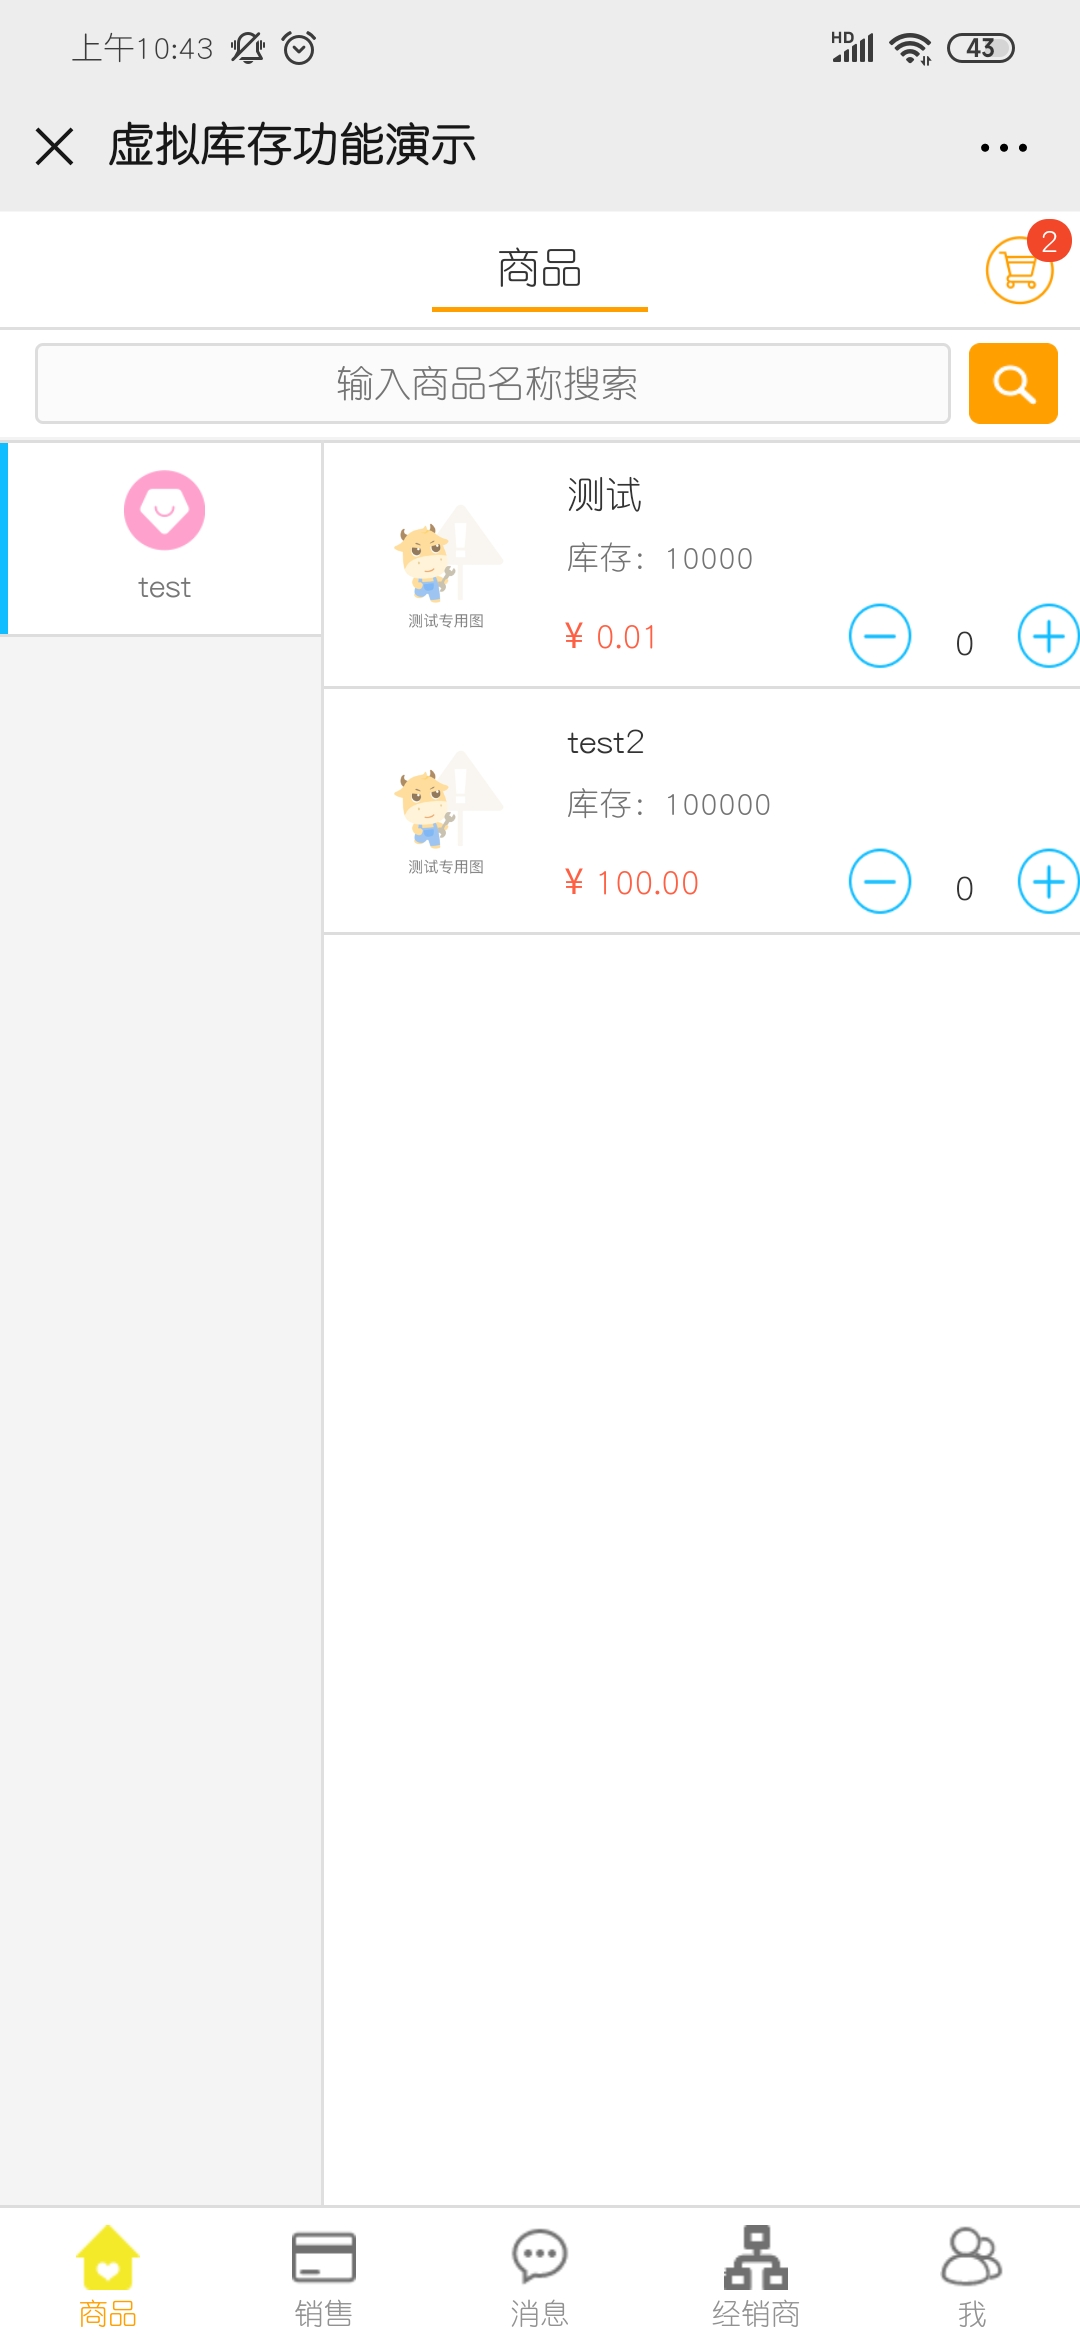 上午10:43
HD
43
虚拟库存功能演示
商品
2
输入商品名称搜索
test
测试
库存：10000
测试专用图
¥ 0.01
0
test2
库存：100000
测试专用图
¥ 100.00
0
商品
销售
消息
经销商
我